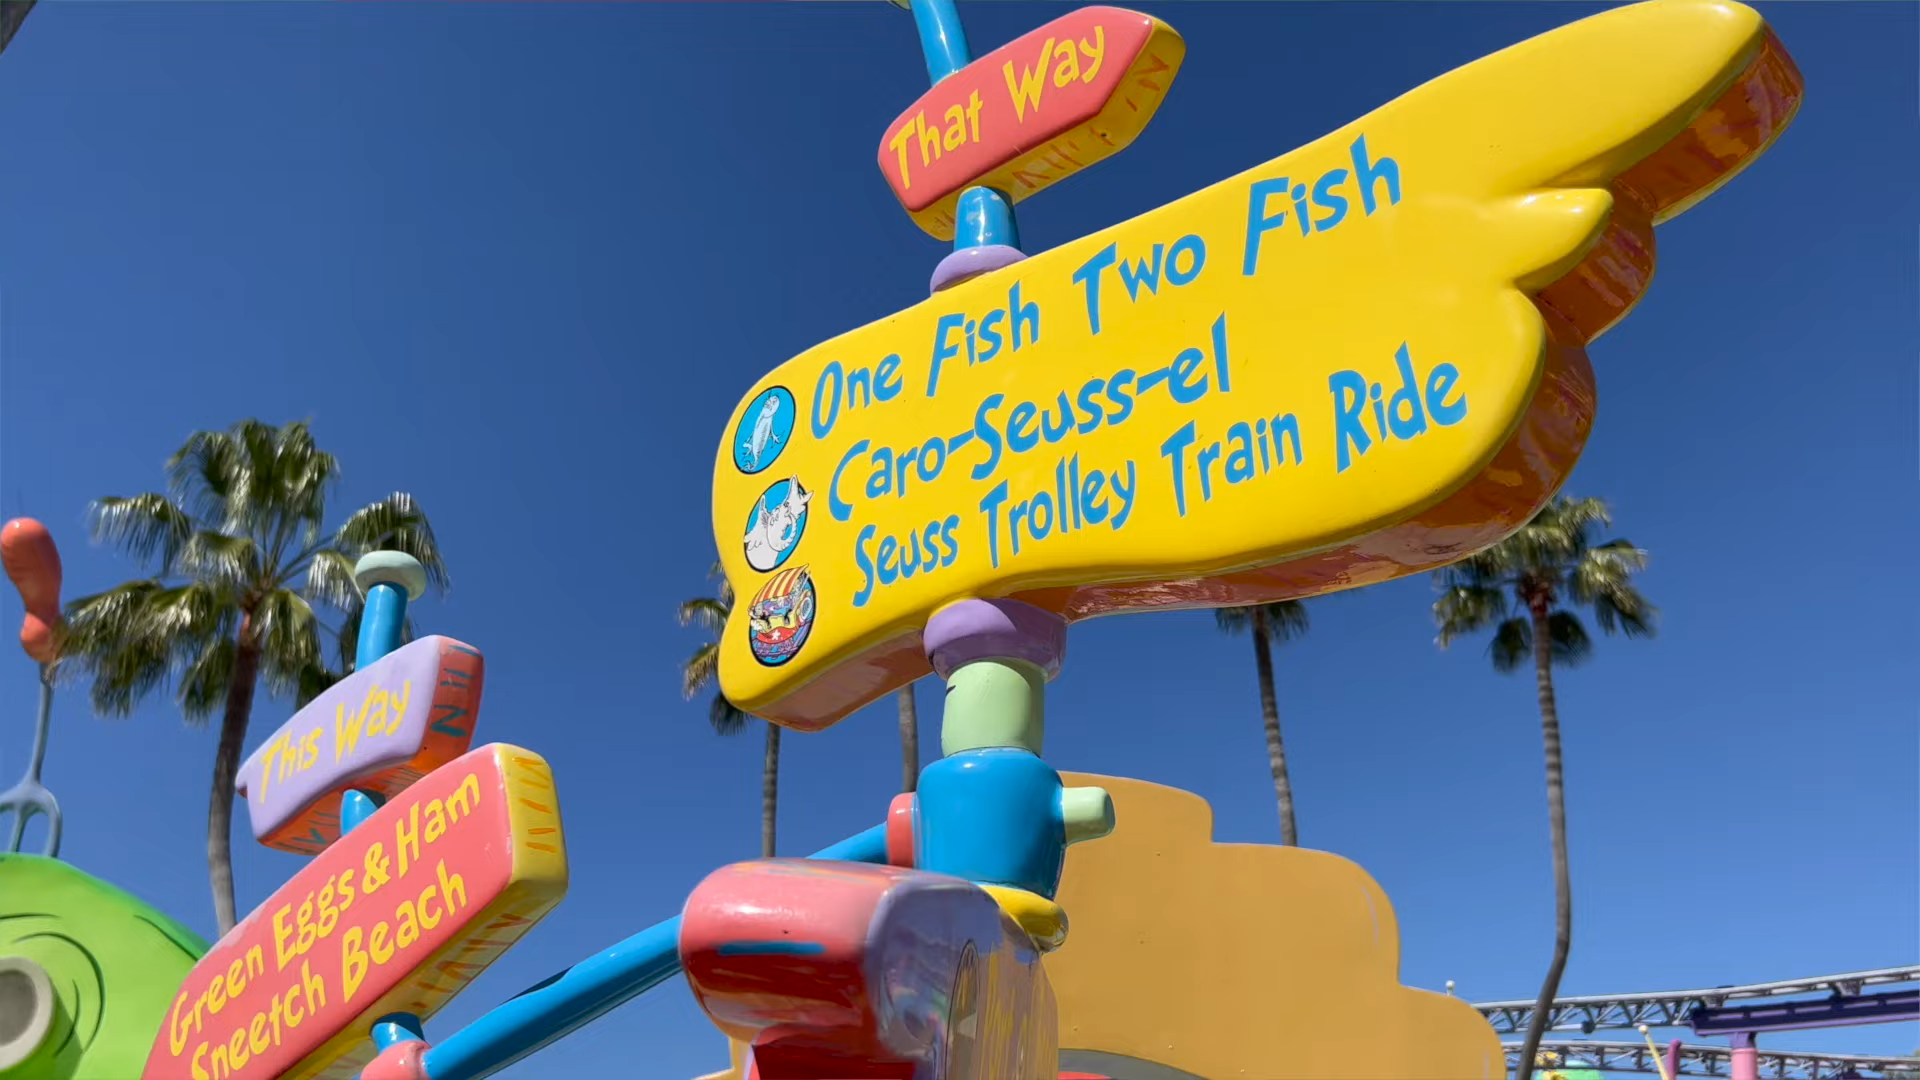 That Way
One Fish Two Fish
Caro-Seuss-el
Seuss Trolley Train Ride
This Way
Green Eggs & Ham
Sneetch Beach